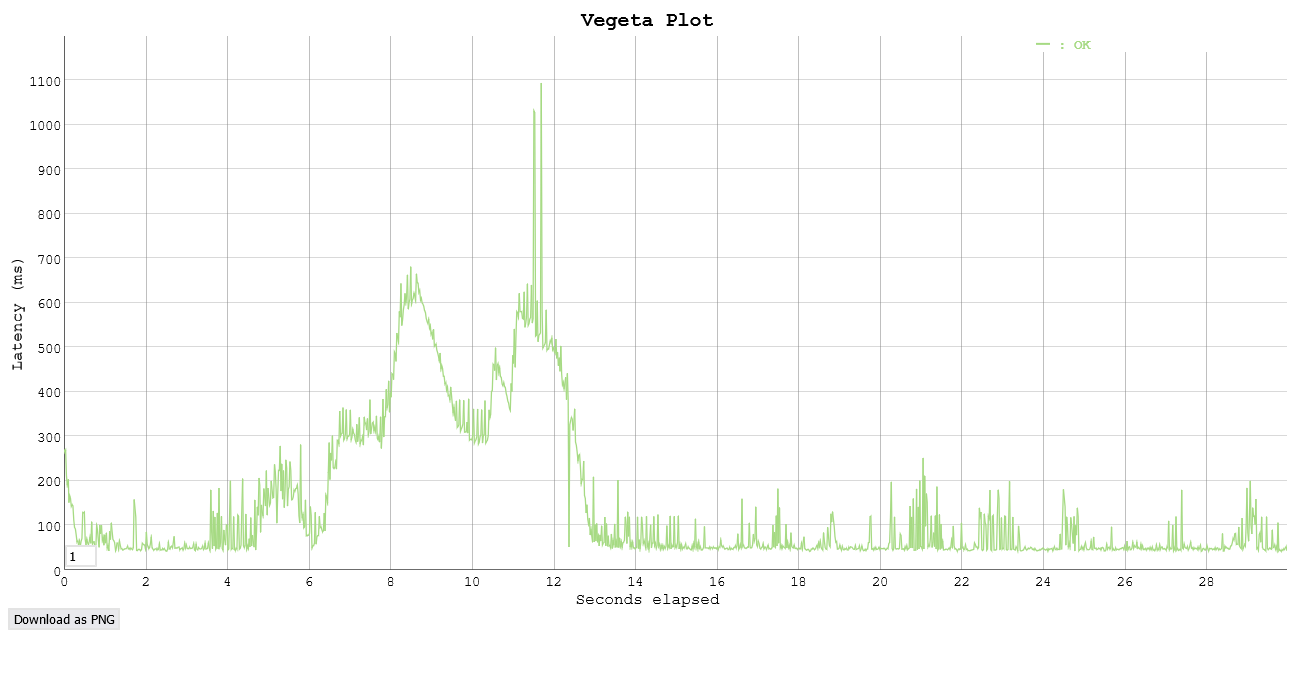 Vegeta Plot
— : OK
1100
1000
900
800
700
600
500
400
300
200
100
0
Latency (ms)
1
0 2 4 6 8 10 12 14 16 18 20 22 24 26 28
Seconds elapsed
Download as PNG